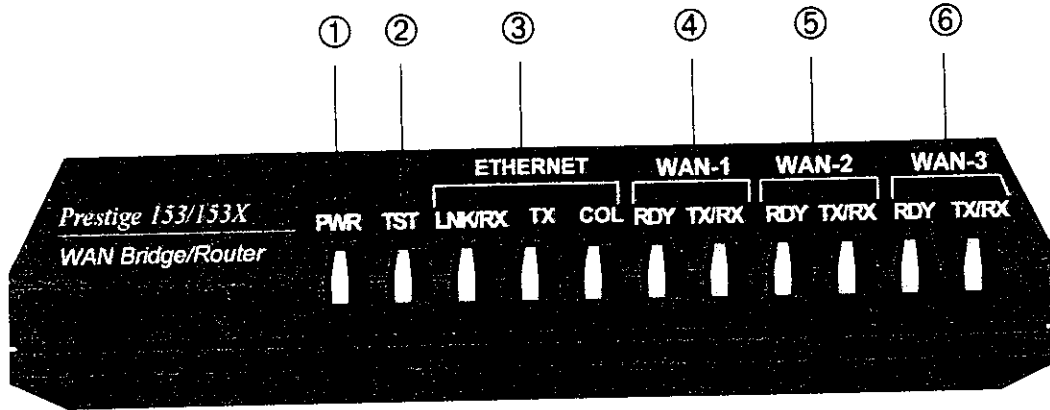 ① ② ③ ④ ⑤ ⑥
ETHERNET WAN-1 WAN-2 WAN-3
Prestige 153/153X
PWR TST LNK/RX TX COL RDY TX/RX RDY TX/RX RDY TX/RX
WAN Bridge/Router